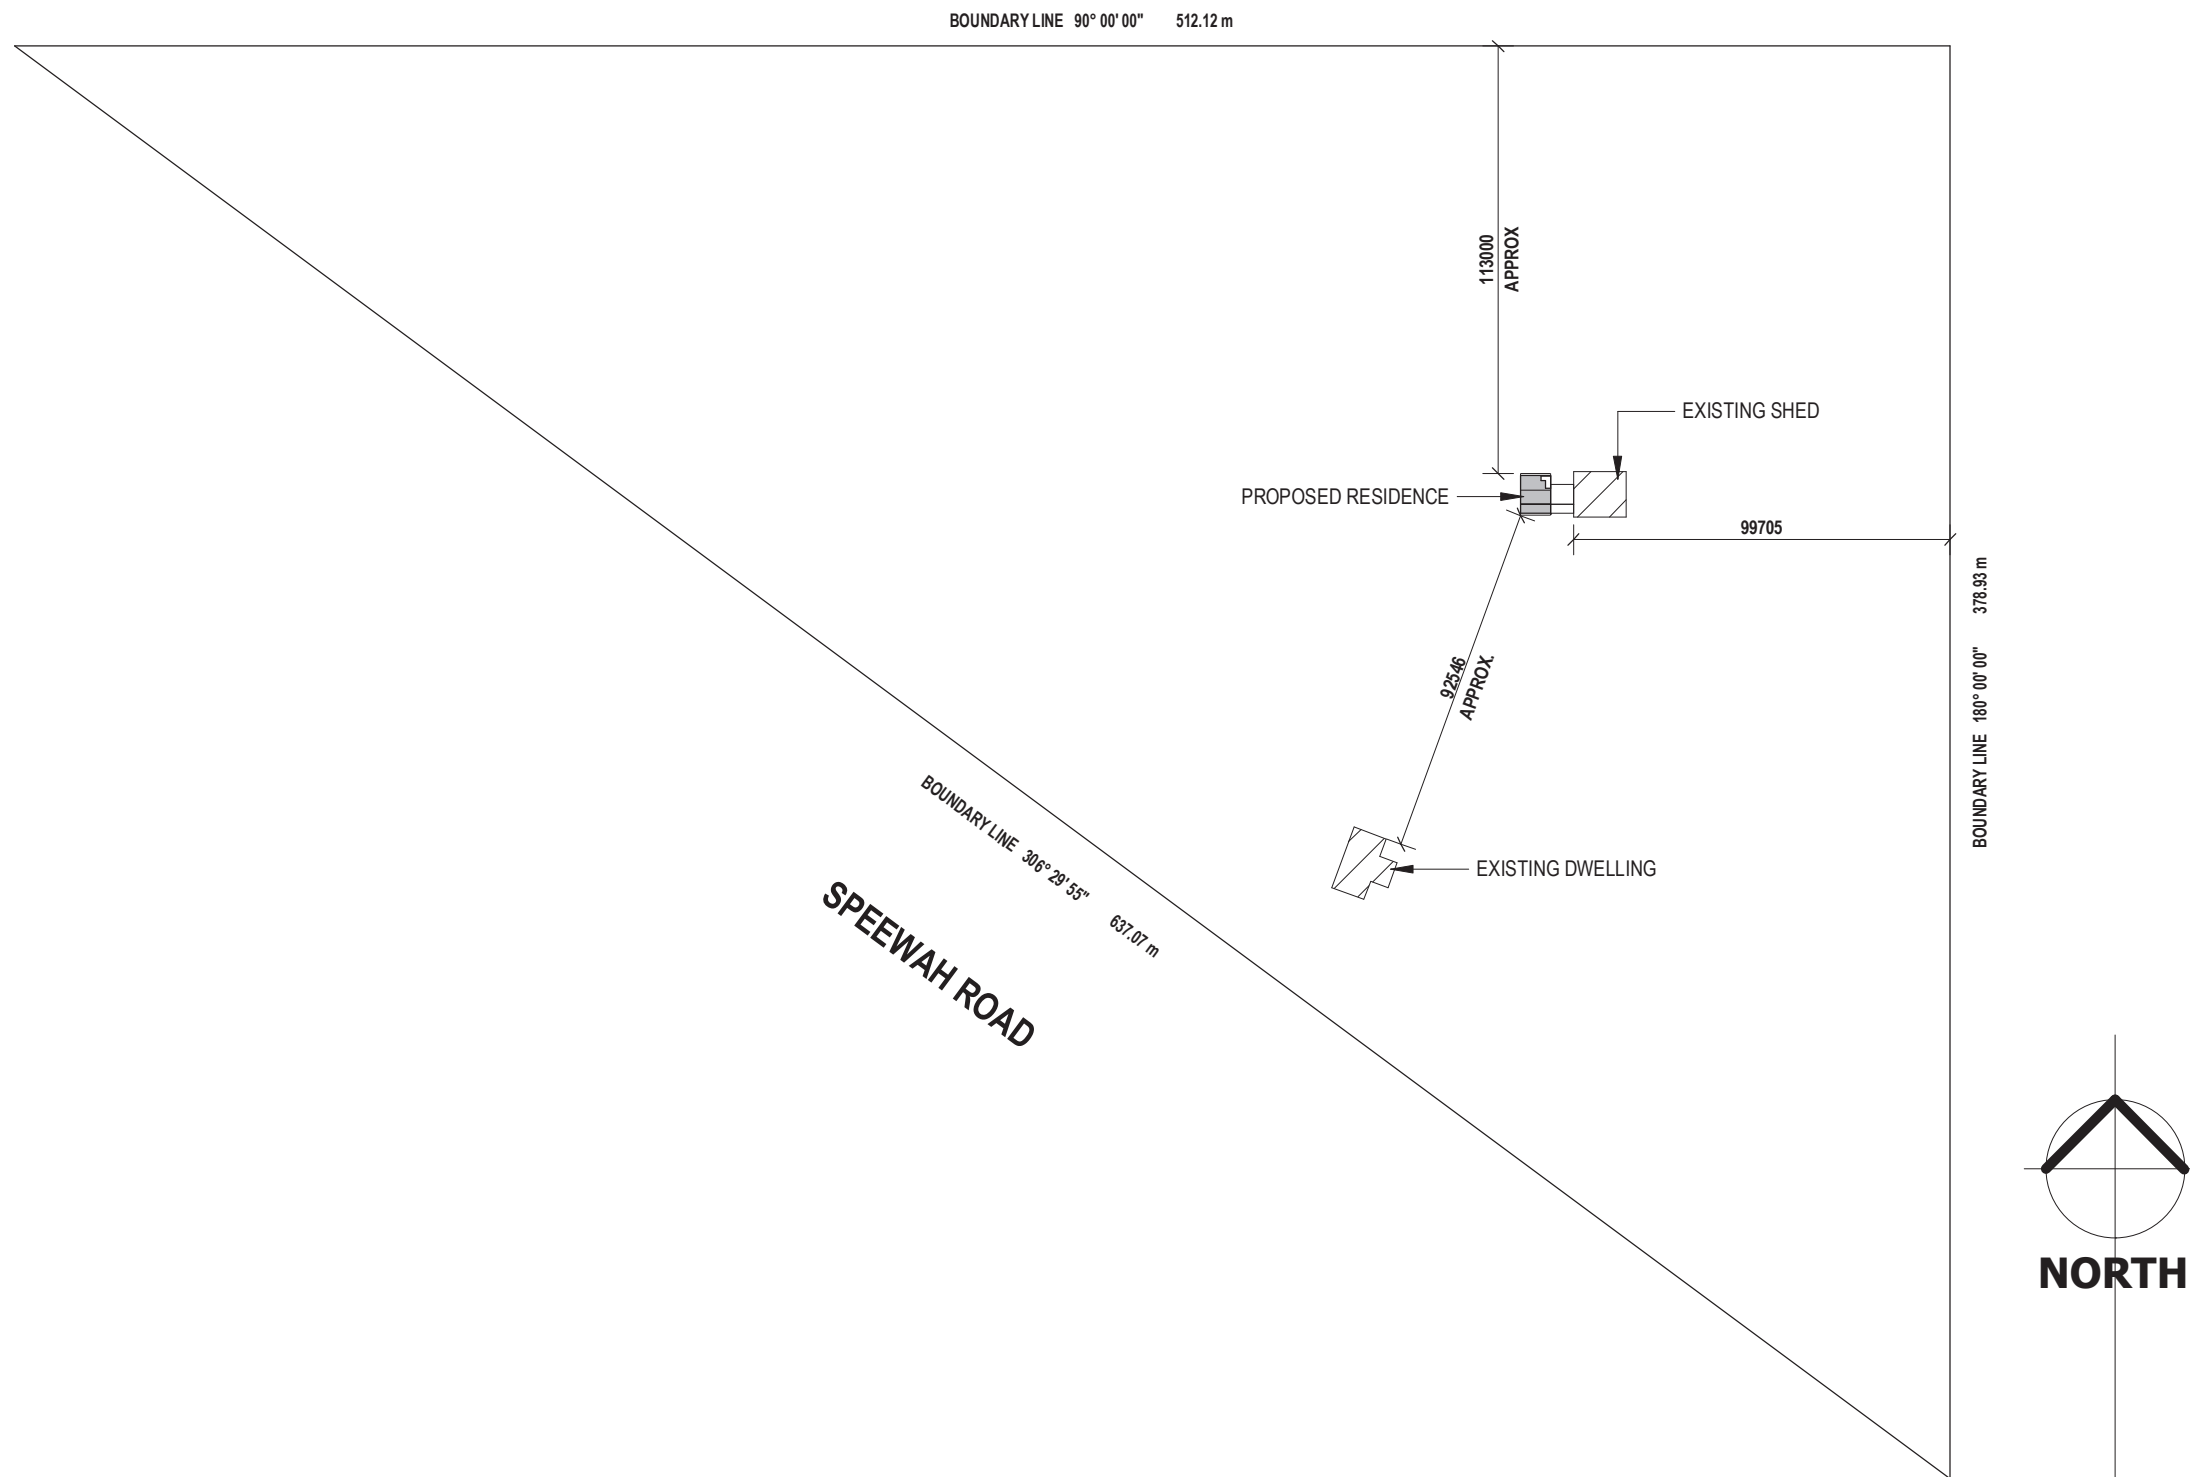 BOUNDARY LINE 90° 00' 00" 512.12 m
113000
APPROX
EXISTING SHED
PROPOSED RESIDENCE
99705
BOUNDARY LINE 180° 00' 00" 378.93 m
92546
APPROX.
BOUNDARY LINE 306° 29' 55" 637.07 m
EXISTING DWELLING
SPEEWAH ROAD
NORTH